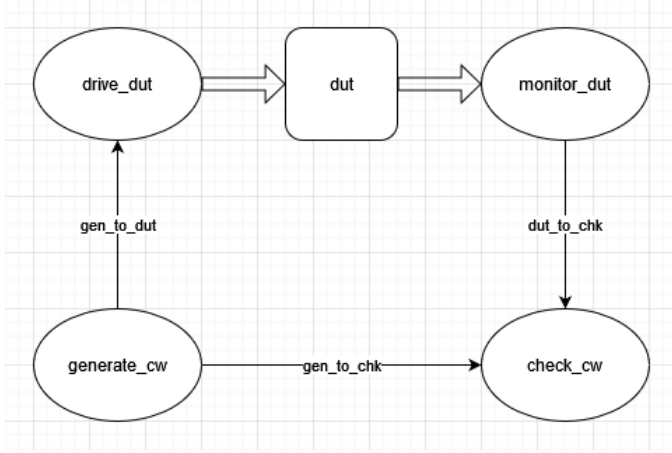 drive_dut
dut
monitor_dut
gen_to_dut
dut_to_chk
generate_cw
gen_to_chk
check_cw